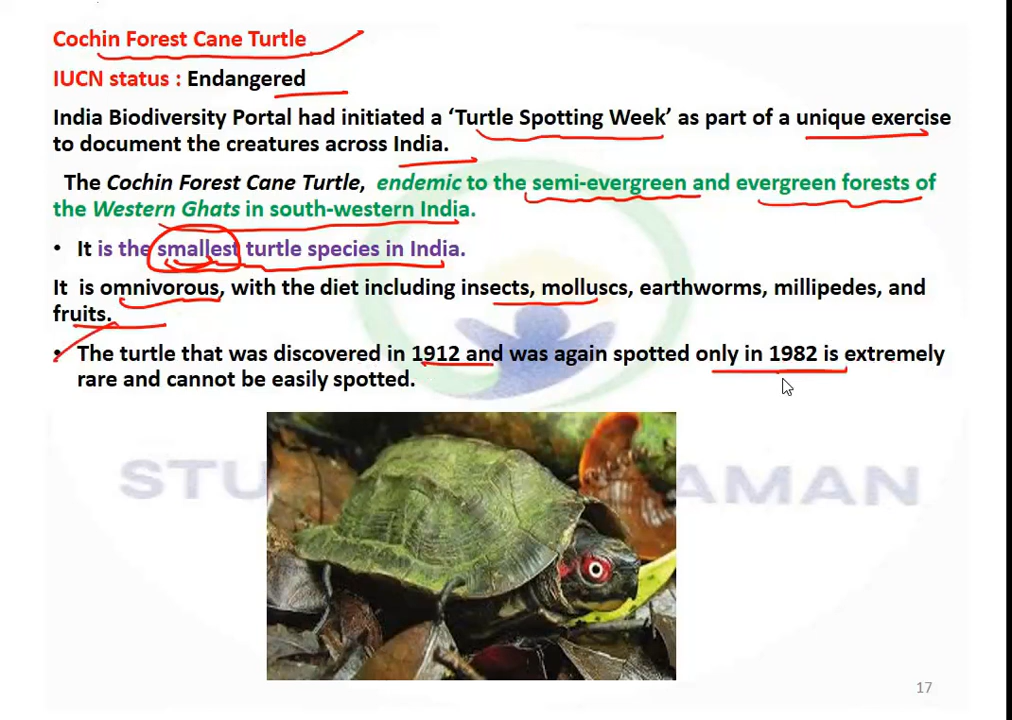 Cochin Forest Cane Turtle
IUCN status : Endangered
India Biodiversity Portal had initiated a ‘Turtle Spotting Week’ as part of a unique exercise
to document the creatures across India.
The Cochin Forest Cane Turtle, endemic to the semi-evergreen and evergreen forests of
the Western Ghats in south-western India.
• It is the smallest turtle species in India.
It is omnivorous, with the diet including insects, molluscs, earthworms, millipedes, and
fruits.
• The turtle that was discovered in 1912 and was again spotted only in 1982 is extremely
rare and cannot be easily spotted.
17